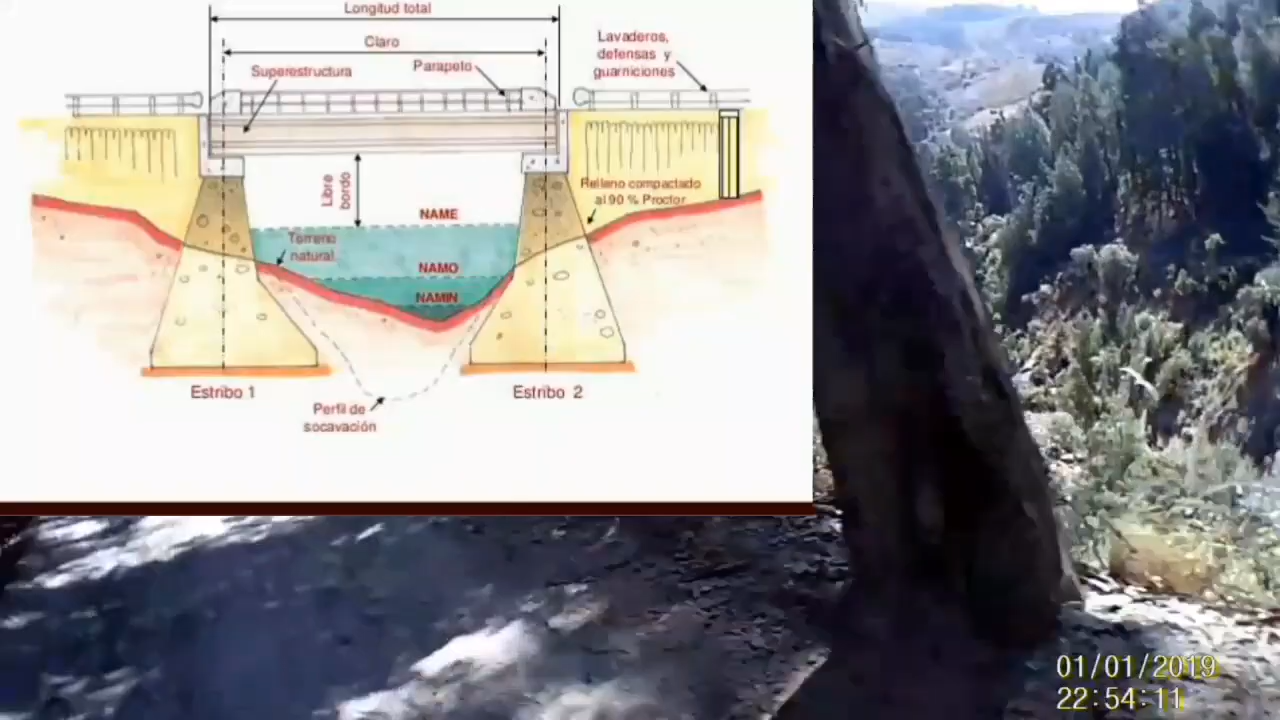 Longitud total
Claro
Superestructura
Parapeto
Lavaderos,
defensas y
guarniciones
Libre
bordo
Relleno compactado
al 90 % Proctor
NAME
Terreno
natural.
NAMO
NAMIN
Estribo 1
Estribo 2
Perfil de
socavación
01/01/2019
22:54:11